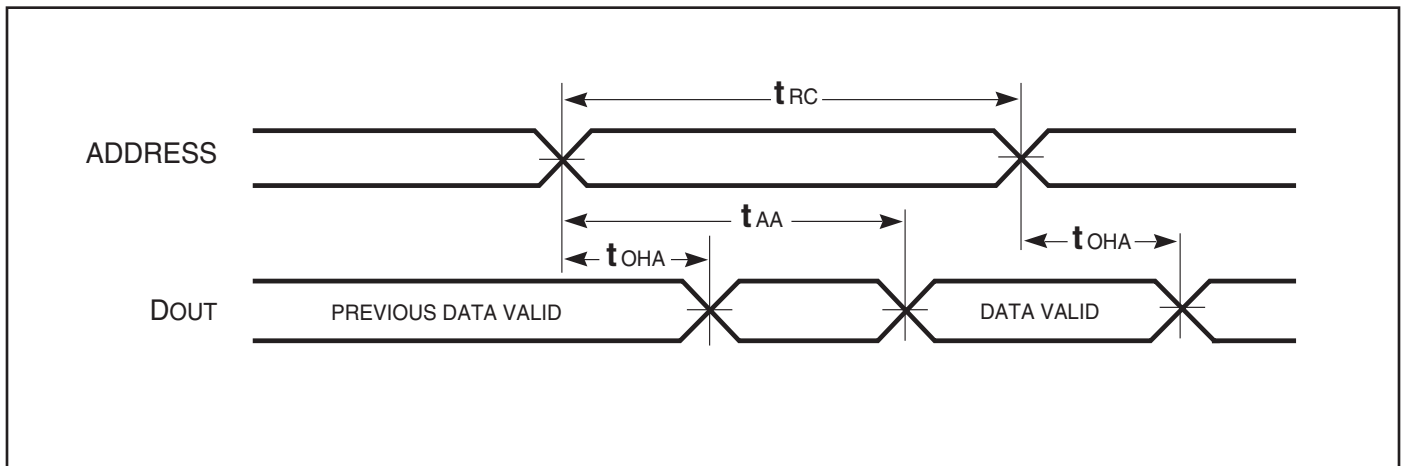 tRC
ADDRESS
tAA
tOHA
tOHA
DOUT
PREVIOUS DATA VALID
DATA VALID